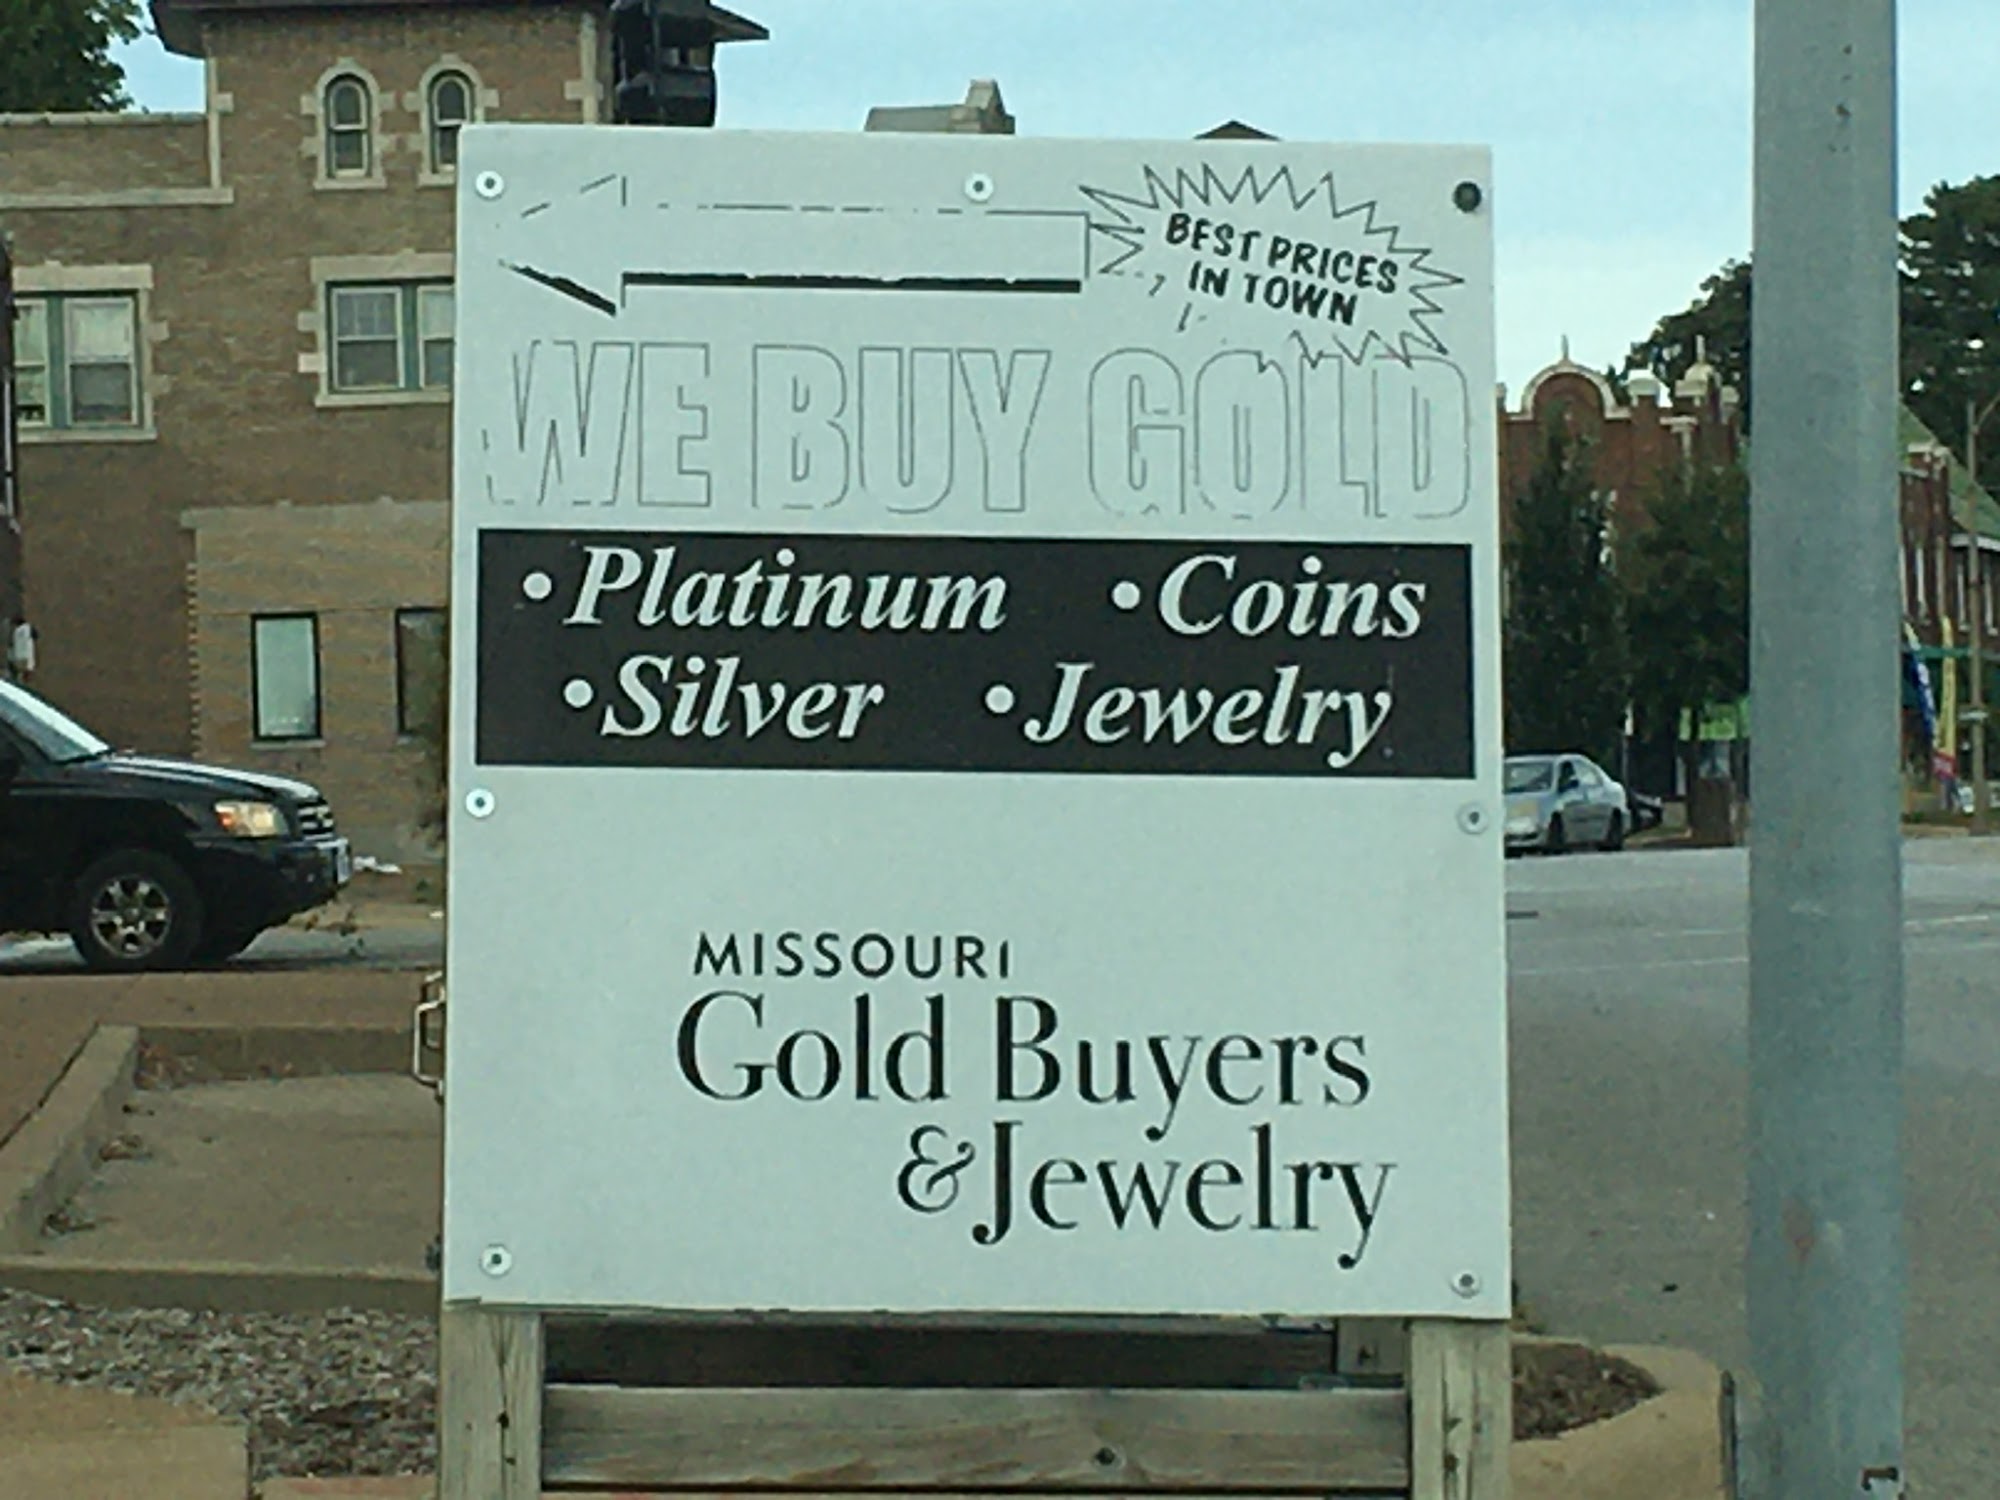 BEST PRICES
IN TOWN
WE BUY GOLD
•Platinum •Coins
•Silver •Jewelry
MISSOURI
Gold Buyers
&Jewelry